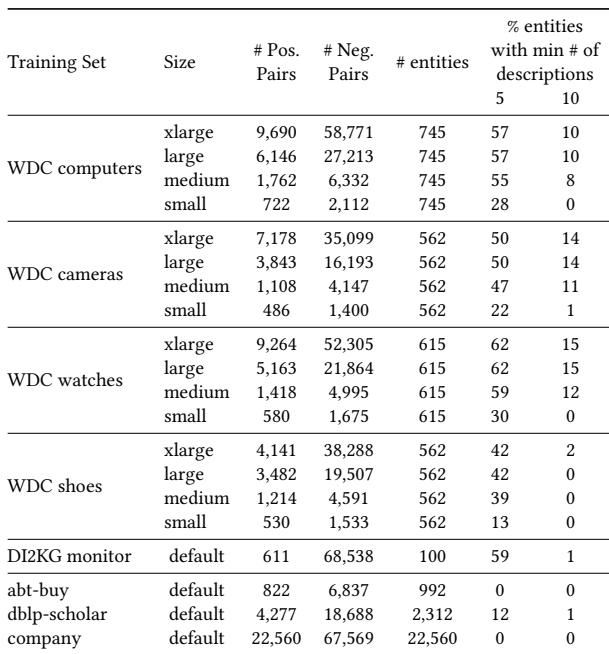 % entities
with min # of
descriptions
Training Set Size # Pos. Pairs # Neg. Pairs # entities
5 10
xlarge 9,690 58,771 745 57 10
large 6,146 27,213 745 57 10
WDC computers
medium 1,762 6,332 745 55 8
small 722 2,112 745 28 0
xlarge 7,178 35,099 562 50 14
large 3,843 16,193 562 50 14
WDC cameras
medium 1,108 4,147 562 47 11
small 486 1,400 562 22 1
xlarge 9,264 52,305 615 62 15
large 5,163 21,864 615 62 15
WDC watches
medium 1,418 4,995 615 59 12
small 580 1,675 615 30 0
xlarge 4,141 38,288 562 42 2
large 3,482 19,507 562 42 0
WDC shoes
medium 1,214 4,591 562 39 0
small 530 1,533 562 13 0
DI2KG monitor default 611 68,538 100 59 1
abt-buy default 822 6,837 992 0 0
dblp-scholar default 4,277 18,688 2,312 12 1
company default 22,560 67,569 22,560 0 0